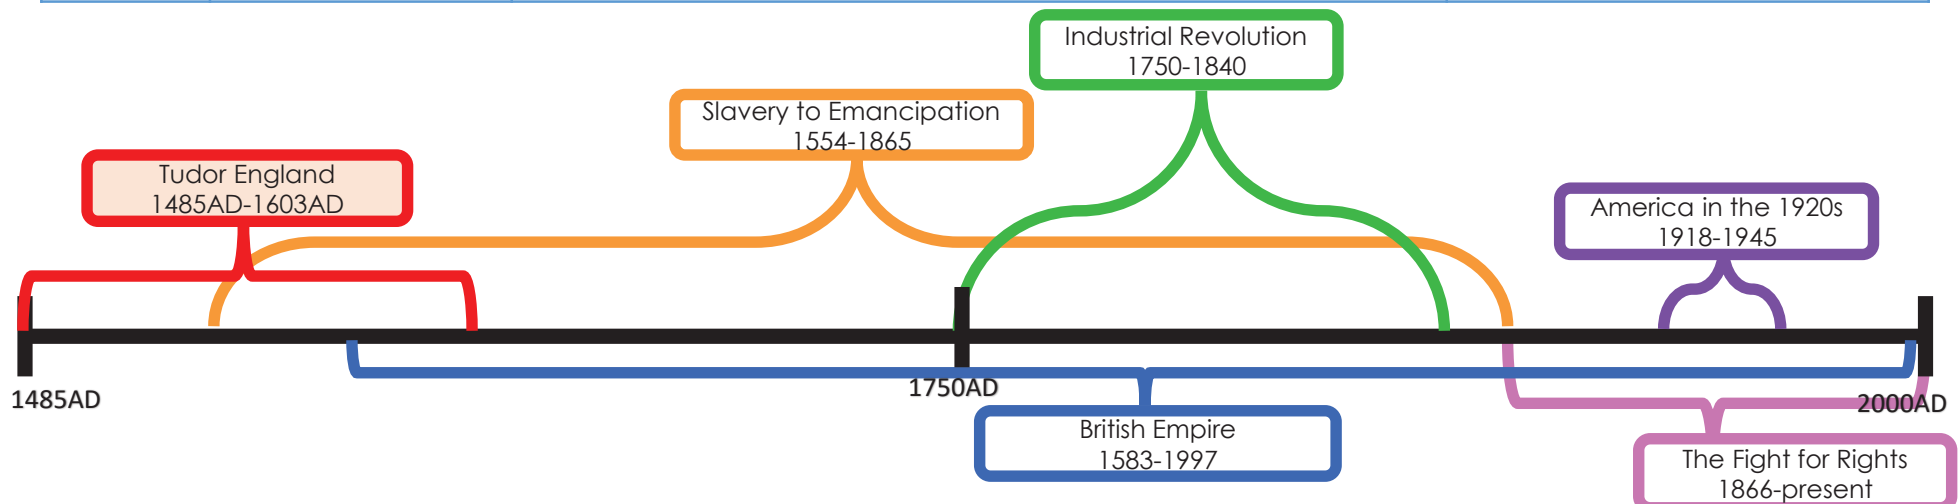 Industrial Revolution
1750-1840
Slavery to Emancipation
1554-1865
Tudor England
1485AD-1603AD
America in the 1920s
1918-1945
1485AD
1750AD
2000AD
British Empire
1583-1997
The Fight for Rights
1866-present